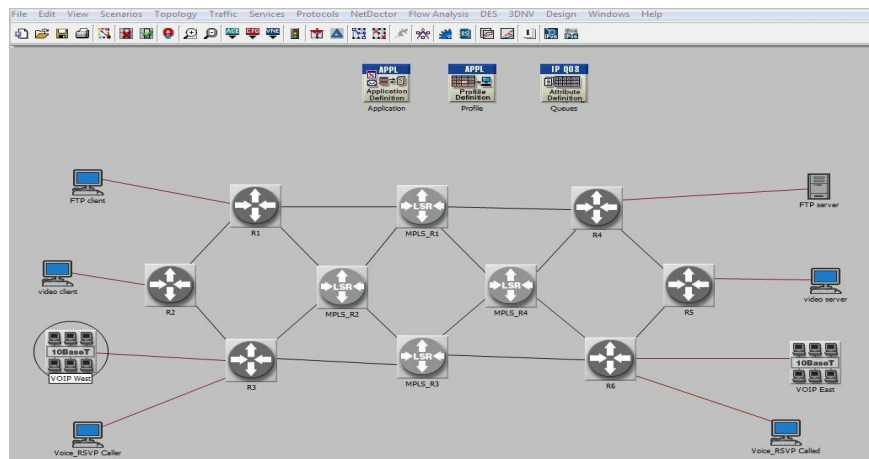 File Edit View Scenarios Topology Traffic Services Protocols NetDoctor Flow Analysis DES 3DNV Design Windows Help
ACE CFG VNE
APPL
Application
Definition
Application
APPL
Profile
Definition
Profile
IP QOS
Attribute
Definition
Queues
FTP client
R1
LSR
MPLS_R1
R4
FTP server
video client
R2
LSR
MPLS_R2
LSR
MPLS_R4
R5
video server
10BaseT
VOIP West
R3
LSR
MPLS_R3
R6
10BaseT
VOIP East
Voice_RSVP Caller
Voice_RSVP Called